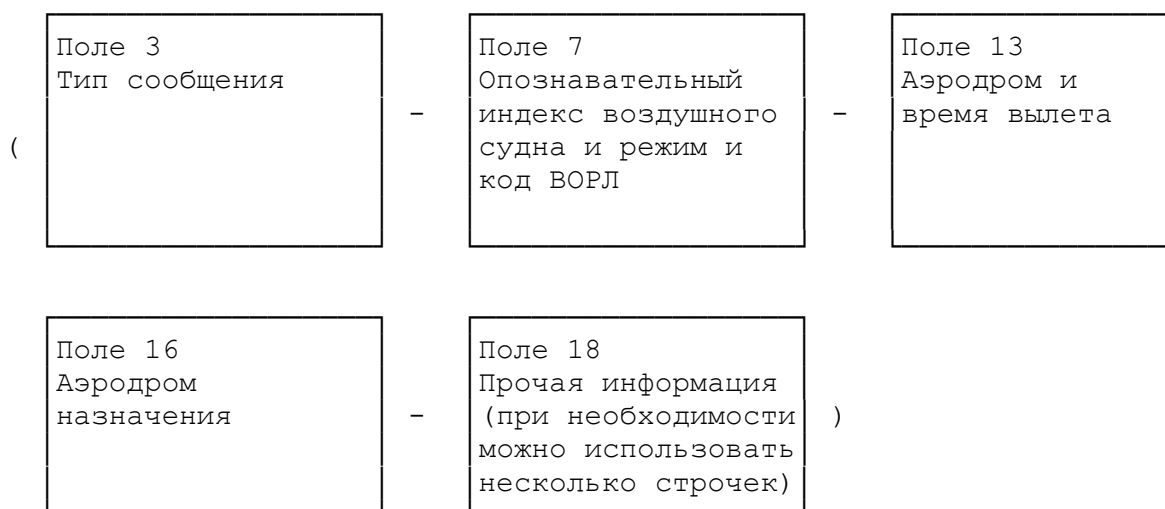 Поле 3
Тип сообщения
Поле 7
Опознавательный
индекс воздушного
судна и режим и
код ВОРЛ
Поле 13
Аэродром и
время вылета
(
-
-
Поле 16
Аэродром
назначения
-
Поле 18
Прочая информация
(при необходимости
можно использовать
несколько строчек)
)